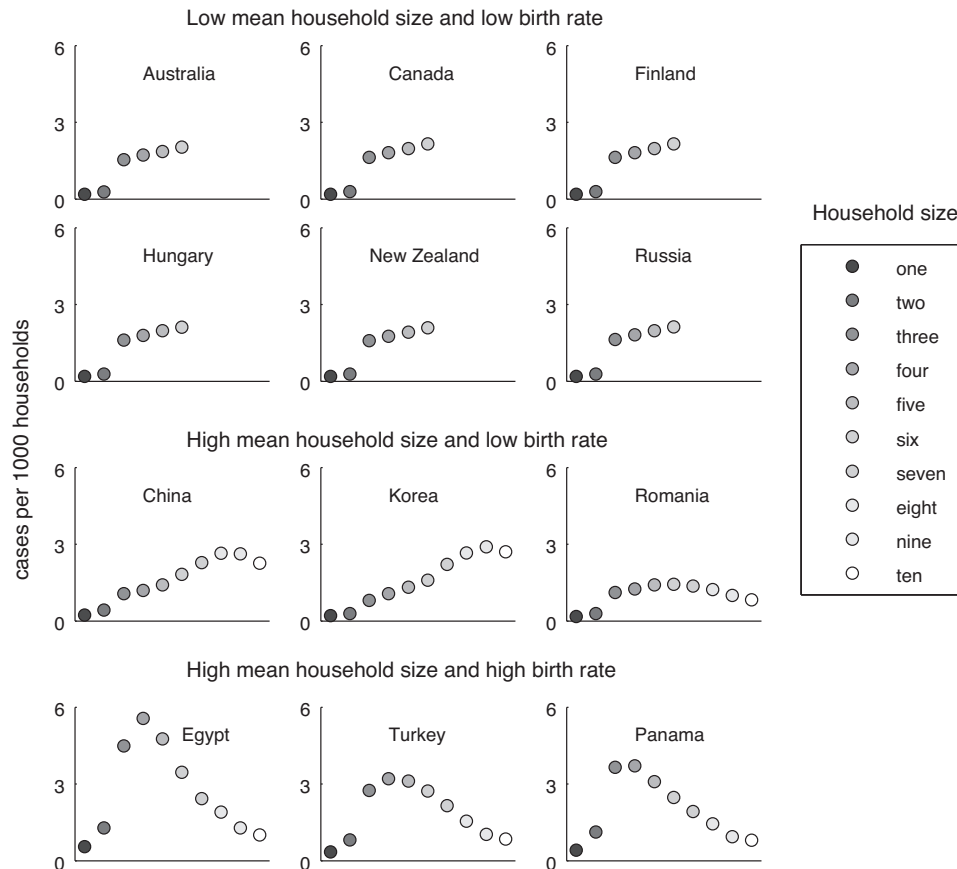 Low mean household size and low birth rate
6
3
0
Australia
6
3
0
Canada
6
3
0
Finland
6
3
0
Hungary
6
3
0
New Zealand
6
3
0
Russia
High mean household size and low birth rate
6
3
0
China
6
3
0
Korea
6
3
0
Romania
High mean household size and high birth rate
6
3
0
Egypt
6
3
0
Turkey
6
3
0
Panama
cases per 1000 households
Household size
one
two
three
four
five
six
seven
eight
nine
ten